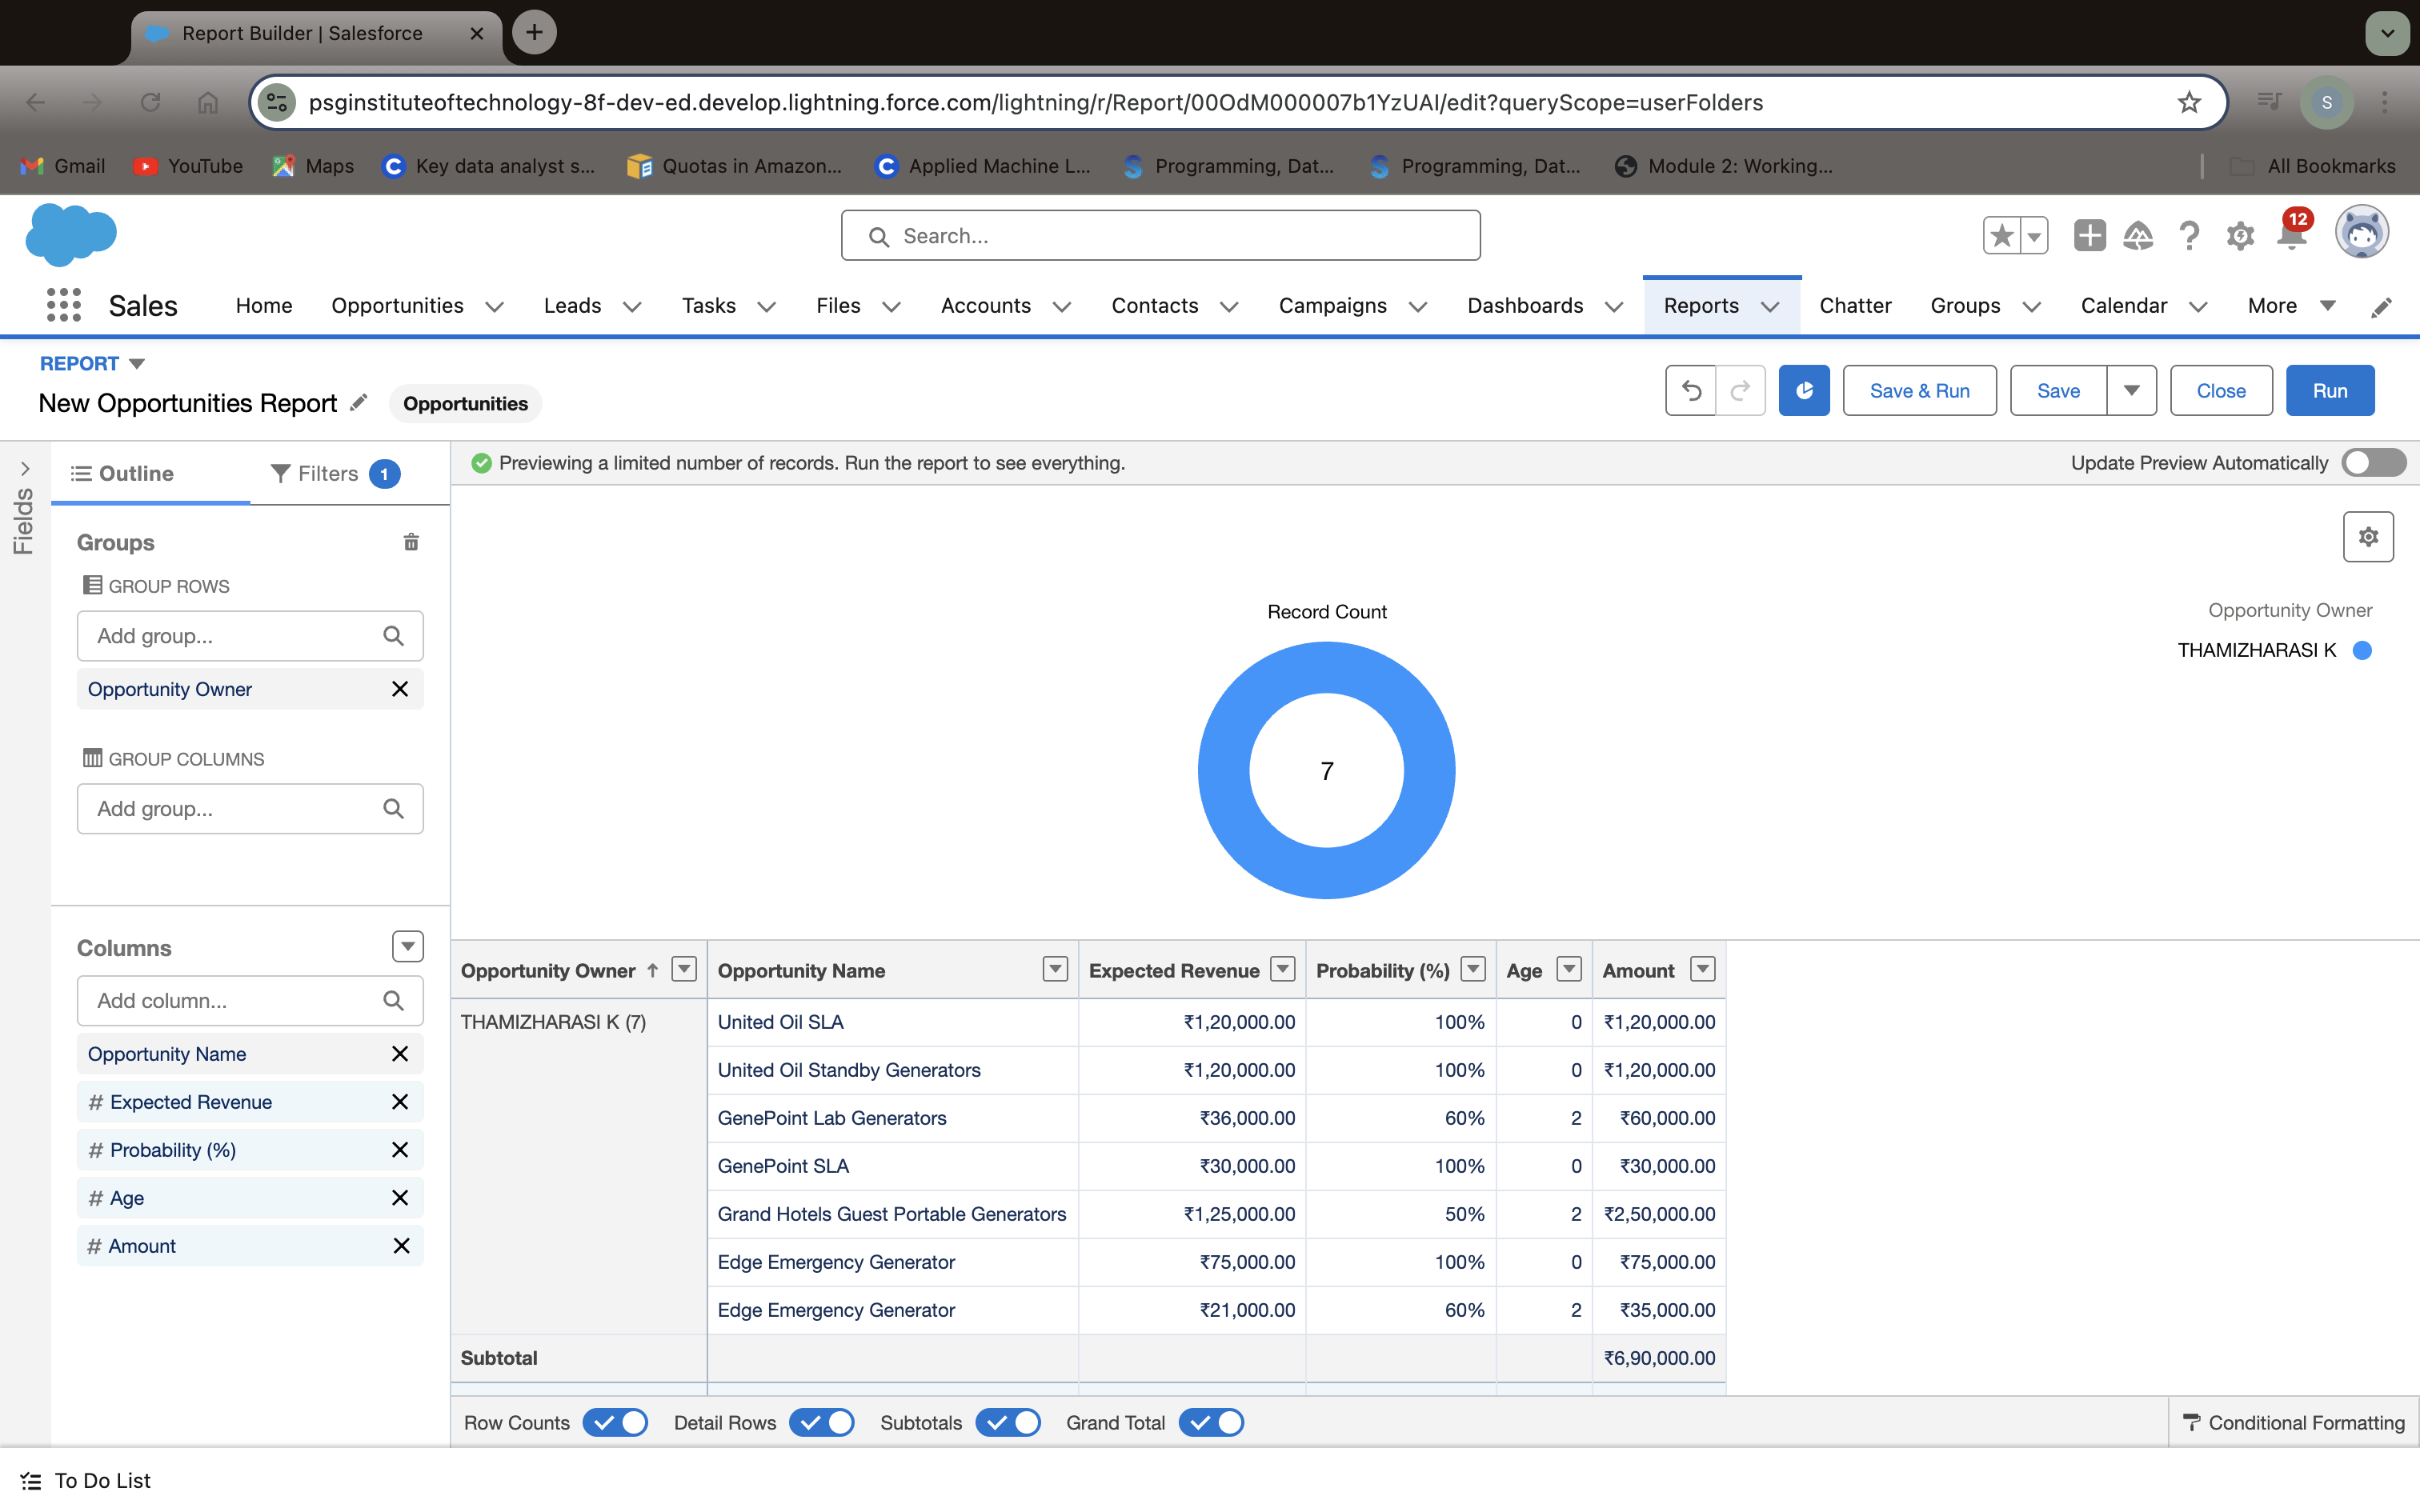 Report Builder | Salesforce
psginstituteoftechnology-8f-dev-ed.develop.lightning.force.com/lightning/r/Report/00OdM000007b1YzUAI/edit?queryScope=userFolders
S
Gmail YouTube Maps Key data analyst s... Quotas in Amazon... Applied Machine L... Programming, Dat... Programming, Dat... Module 2: Working... All Bookmarks
Search...
12
Sales Home Opportunities Leads Tasks Files Accounts Contacts Campaigns Dashboards Reports Chatter Groups Calendar More
REPORT
New Opportunities Report Opportunities
Save & Run Save Close Run
Fields
Outline Filters 1
Previewing a limited number of records. Run the report to see everything.
Update Preview Automatically
Groups
GROUP ROWS
Add group...
Opportunity Owner
GROUP COLUMNS
Add group...
Record Count
7
Opportunity Owner
THAMIZHARASI K
Columns
Add column...
Opportunity Name
# Expected Revenue
# Probability (%)
# Age
# Amount
Opportunity Owner ↑ Opportunity Name Expected Revenue Probability (%) Age Amount
THAMIZHARASI K (7) United Oil SLA ₹1,20,000.00 100% 0 ₹1,20,000.00
United Oil Standby Generators ₹1,20,000.00 100% 0 ₹1,20,000.00
GenePoint Lab Generators ₹36,000.00 60% 2 ₹60,000.00
GenePoint SLA ₹30,000.00 100% 0 ₹30,000.00
Grand Hotels Guest Portable Generators ₹1,25,000.00 50% 2 ₹2,50,000.00
Edge Emergency Generator ₹75,000.00 100% 0 ₹75,000.00
Edge Emergency Generator ₹21,000.00 60% 2 ₹35,000.00
Subtotal ₹6,90,000.00
Row Counts Detail Rows Subtotals Grand Total Conditional Formatting
To Do List